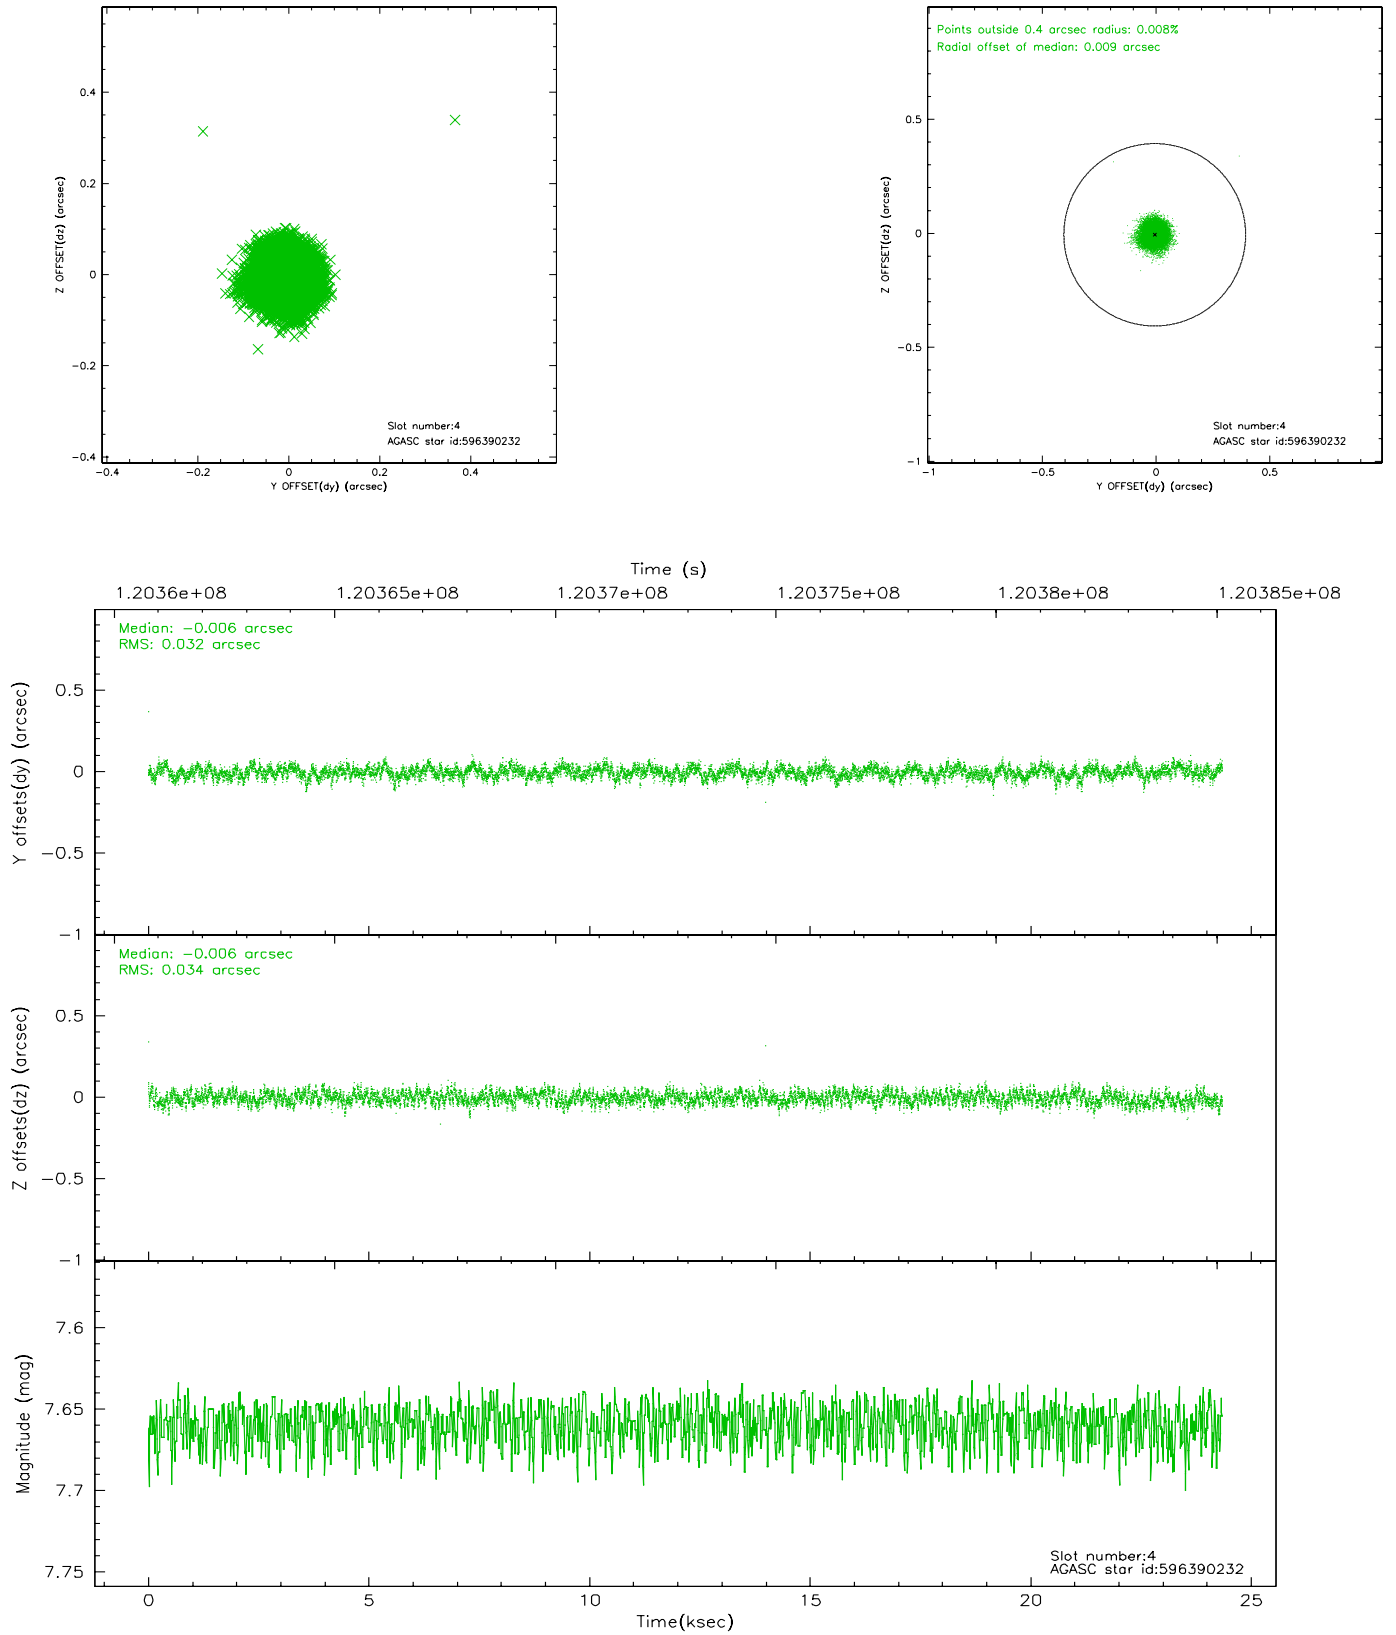 0.4
0.2
0
−0.2
−0.4
−0.4 −0.2 0 0.2 0.4
Z OFFSET(dz) (arcsec)
Y OFFSET(dy) (arcsec)
Slot number:4
AGASC star id:596390232
Points outside 0.4 arcsec radius: 0.008%
Radial offset of median: 0.009 arcsec
0.5
0
−0.5
−1
−1 −0.5 0 0.5
Z OFFSET(dz) (arcsec)
Y OFFSET(dy) (arcsec)
Slot number:4
AGASC star id:596390232
Time (s)
1.2036e+08 1.20365e+08 1.2037e+08 1.20375e+08 1.2038e+08 1.20385e+08
Median: −0.006 arcsec
RMS: 0.032 arcsec
0.5
0
−0.5
−1
Y offsets(dy) (arcsec)
Median: −0.006 arcsec
RMS: 0.034 arcsec
0.5
0
−0.5
−1
Z offsets(dz) (arcsec)
7.6
7.65
7.7
7.75
Magnitude (mag)
Slot number:4
AGASC star id:596390232
0 5 10 15 20 25
Time(ksec)